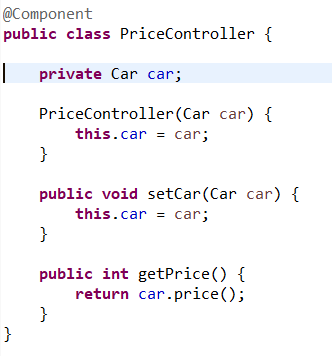 @Component
public class PriceController {
private Car car;
PriceController(Car car) {
this.car = car;
}
public void setCar(Car car) {
this.car = car;
}
public int getPrice() {
return car.price();
}
}